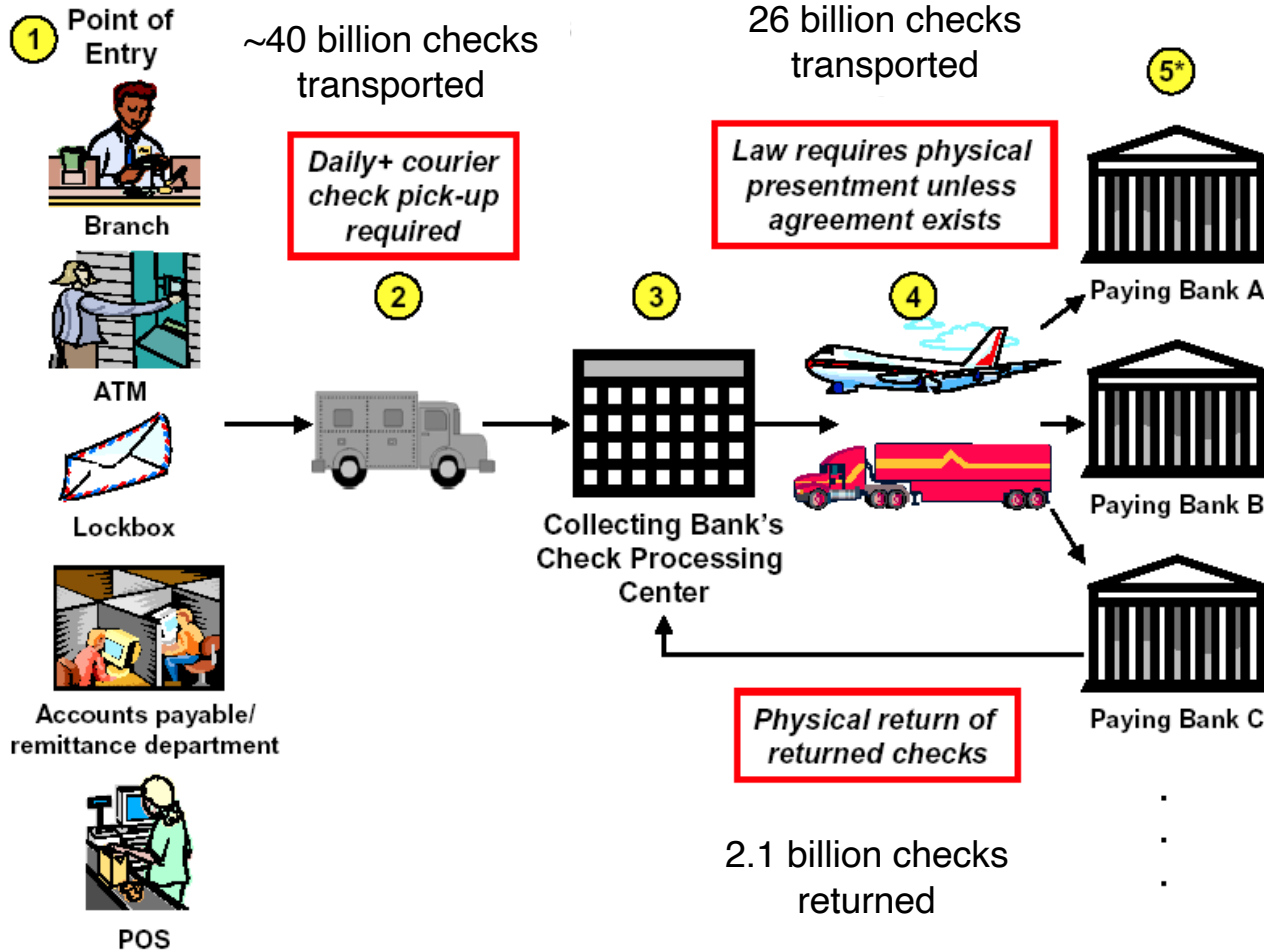 1
Point of
Entry
~40 billion checks
transported
26 billion checks
transported
5*
Daily+ courier
check pick-up
required
Law requires physical
presentment unless
agreement exists
Branch
2
3
4
Paying Bank A
ATM
Lockbox
Collecting Bank's
Check Processing
Center
Paying Bank B
Accounts payable/
remittance department
Physical return of
returned checks
Paying Bank C
.
.
.
2.1 billion checks
returned
POS